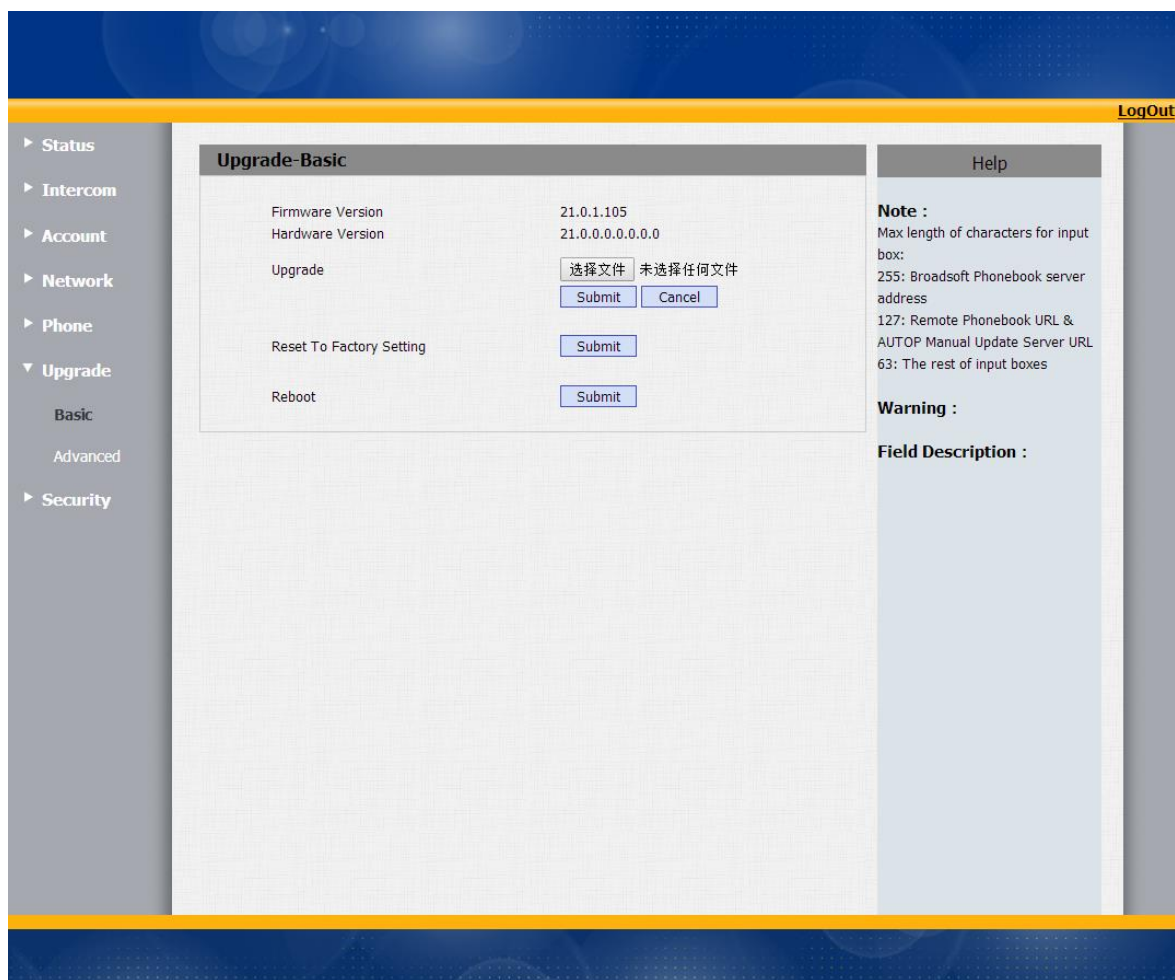 LogOut
Status
Intercom
Account
Network
Phone
Upgrade
Basic
Advanced
Security
Upgrade-Basic
Firmware Version 21.0.1.105
Hardware Version 21.0.0.0.0.0.0.0
Upgrade 选择文件 未选择任何文件
Submit Cancel
Reset To Factory Setting Submit
Reboot Submit
Help
Note :
Max length of characters for input
box:
255: Broadsoft Phonebook server
address
127: Remote Phonebook URL &
AUTOP Manual Update Server URL
63: The rest of input boxes
Warning :
Field Description :